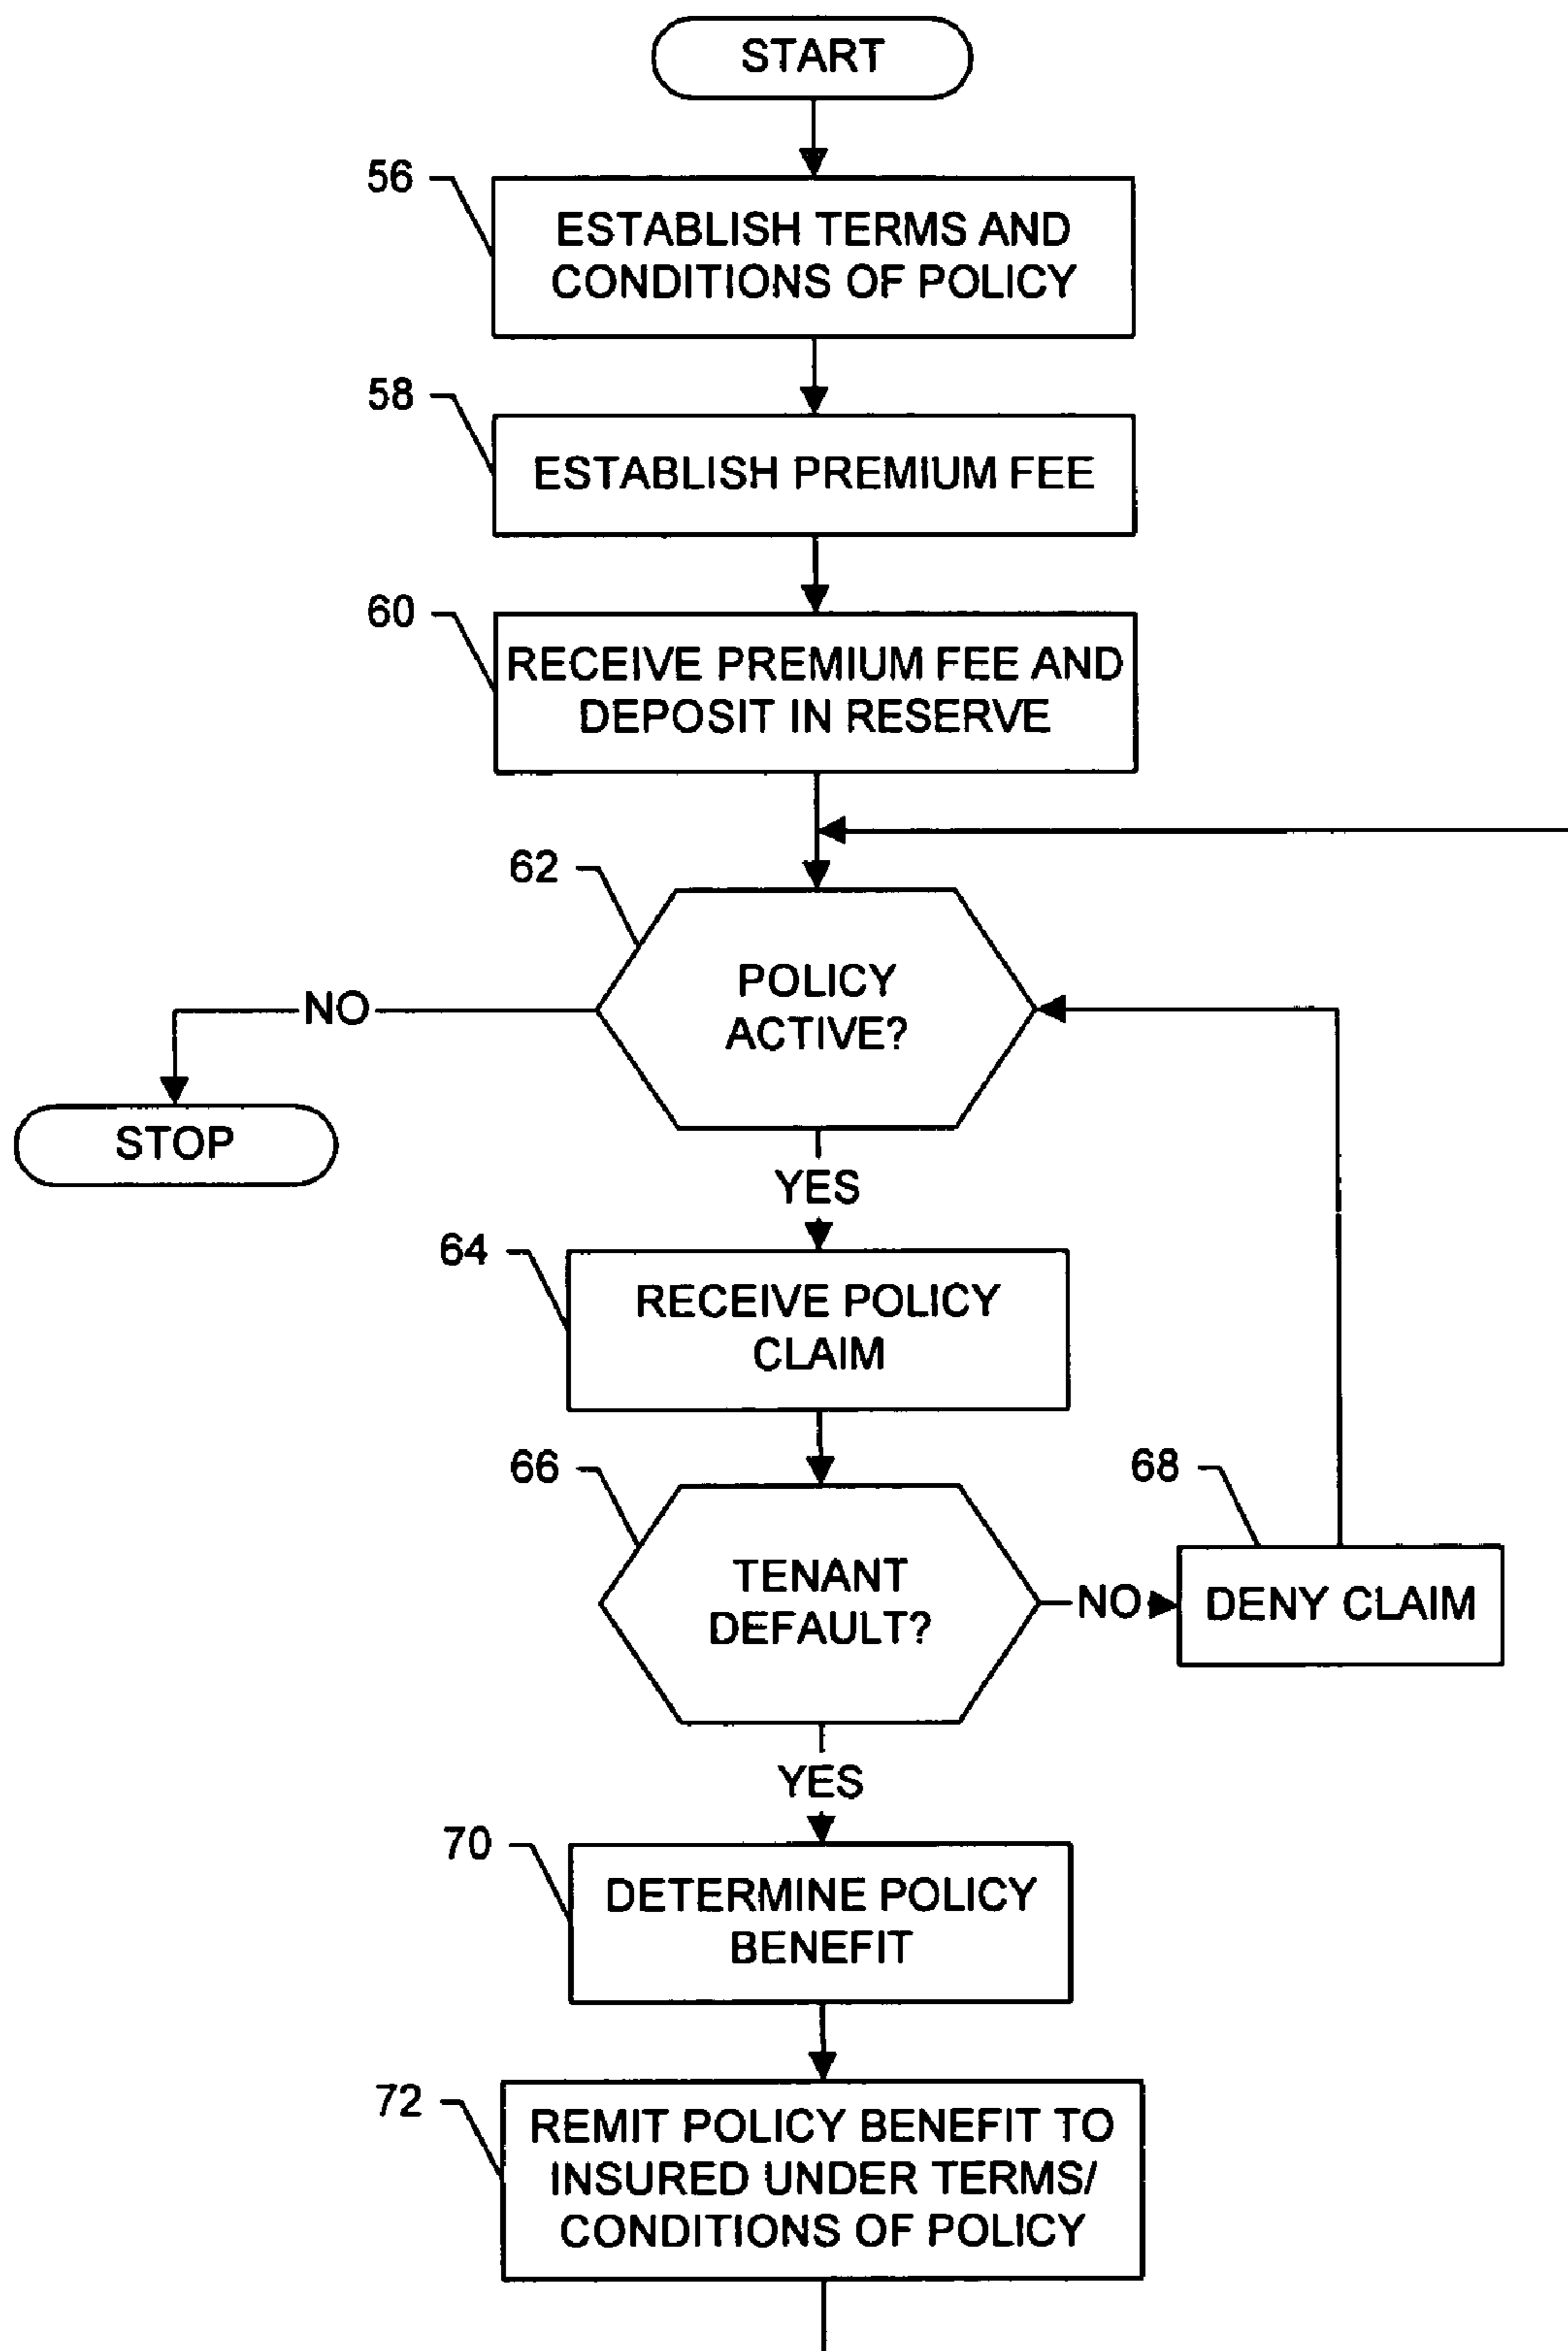 START
56
ESTABLISH TERMS AND
CONDITIONS OF POLICY
58
ESTABLISH PREMIUM FEE
60
RECEIVE PREMIUM FEE AND
DEPOSIT IN RESERVE
62
POLICY
ACTIVE?
NO
STOP
YES
64
RECEIVE POLICY
CLAIM
66
TENANT
DEFAULT?
NO
68
DENY CLAIM
YES
70
DETERMINE POLICY
BENEFIT
72
REMIT POLICY BENEFIT TO
INSURED UNDER TERMS/
CONDITIONS OF POLICY